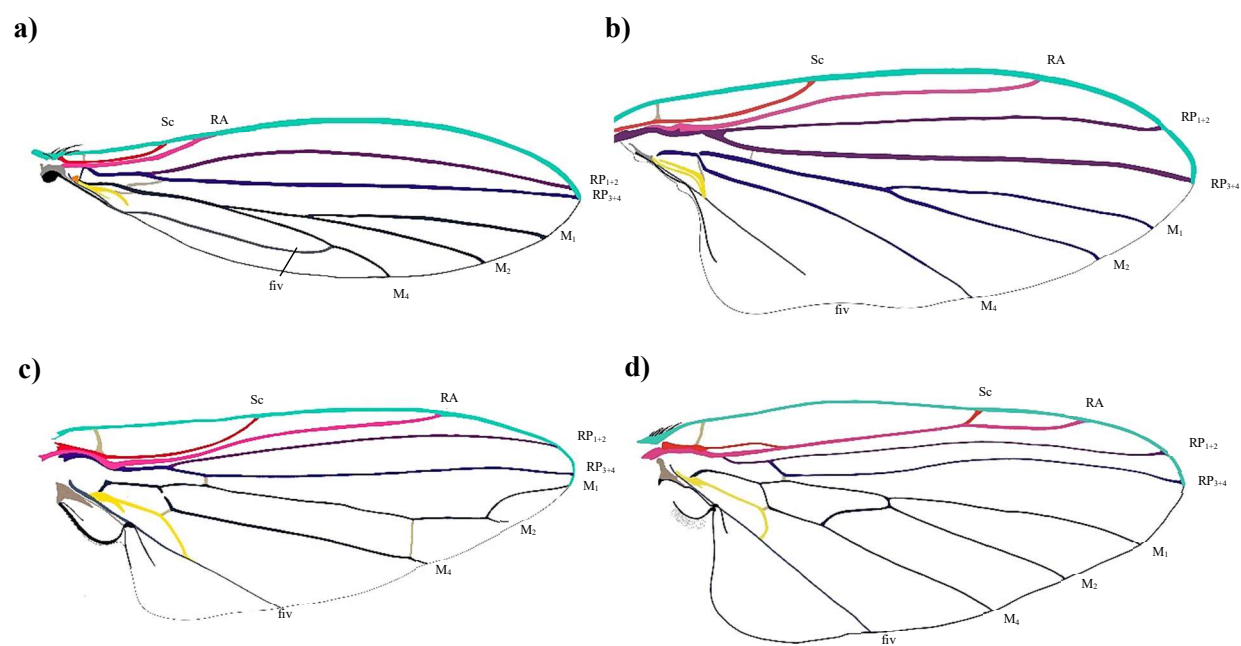 a)
Sc
RA
RP1+2
RP3+4
M1
M2
M4
fiv
b)
Sc
RA
RP1+2
RP3+4
M1
M2
M4
fiv
c)
Sc
RA
RP1+2
RP3+4
M1
M2
M4
fiv
d)
Sc
RA
RP1+2
RP3+4
M1
M2
M4
fiv